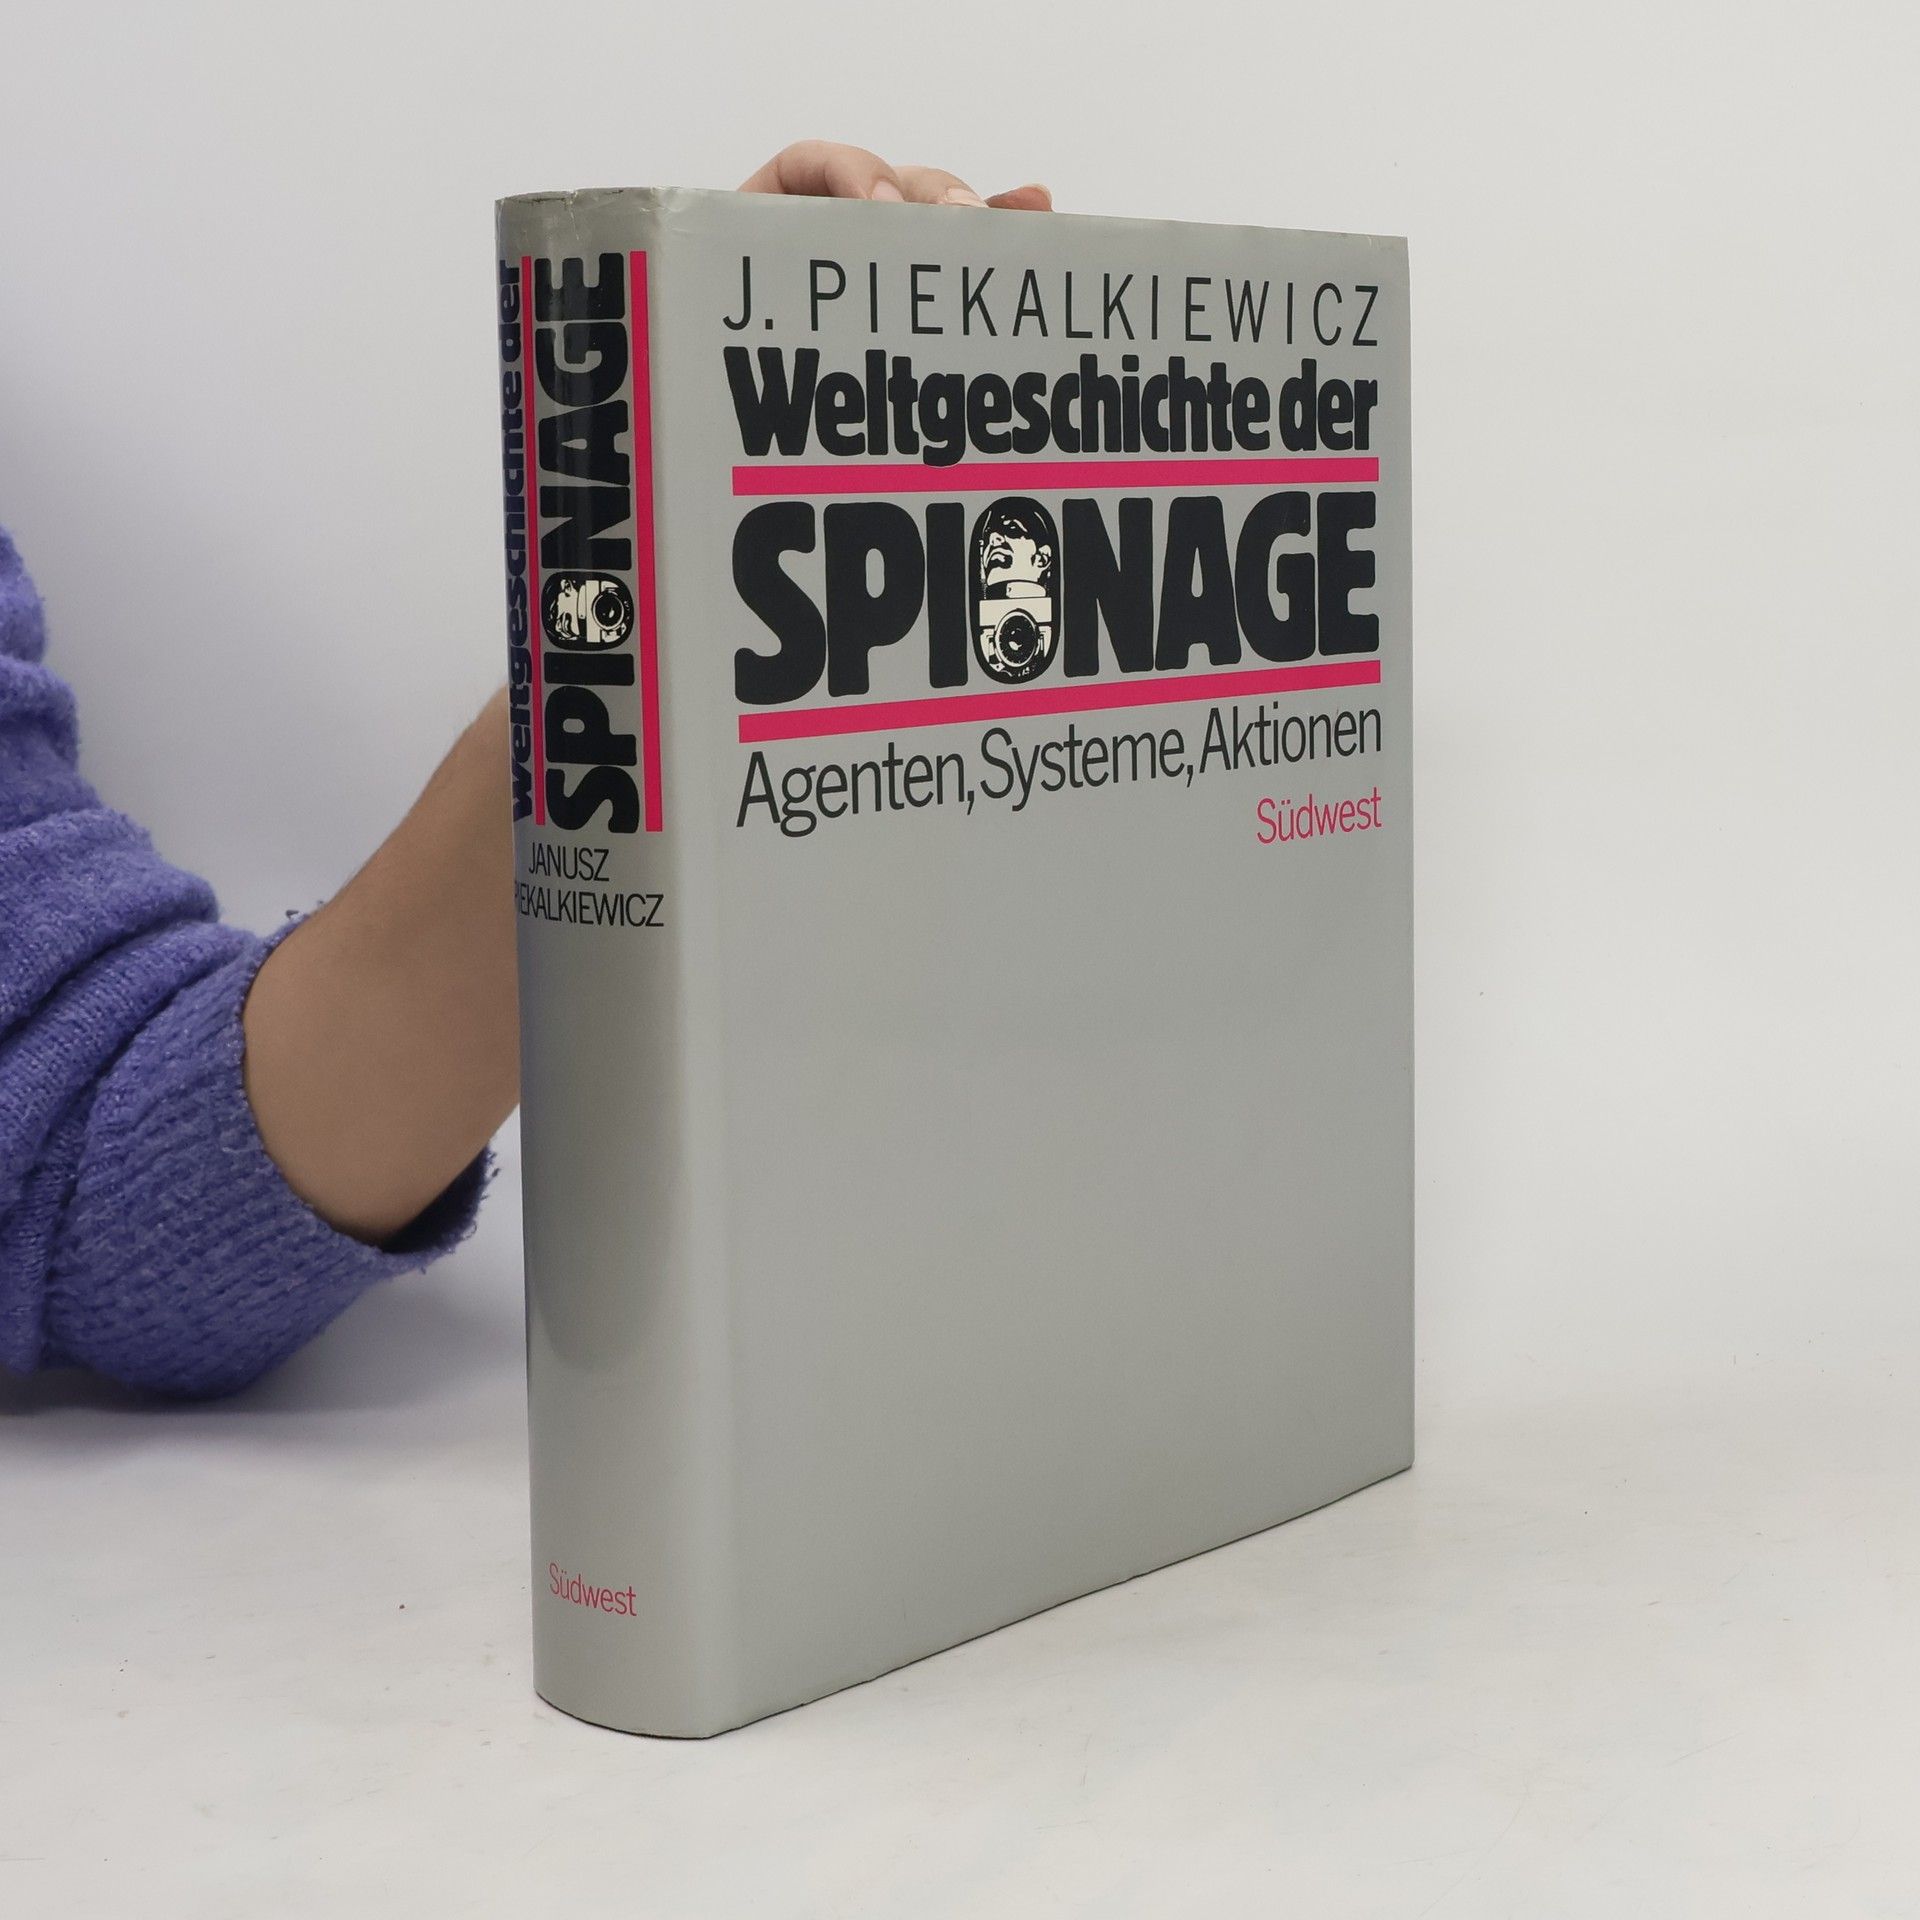 Weltgeschichte der
SPIONAGE
JANUSZ
PIEKALKIEWICZ
Südwest
J. PIEKALKIEWICZ
Weltgeschichte der
SPIONAGE
Agenten, Systeme, Aktionen
Südwest